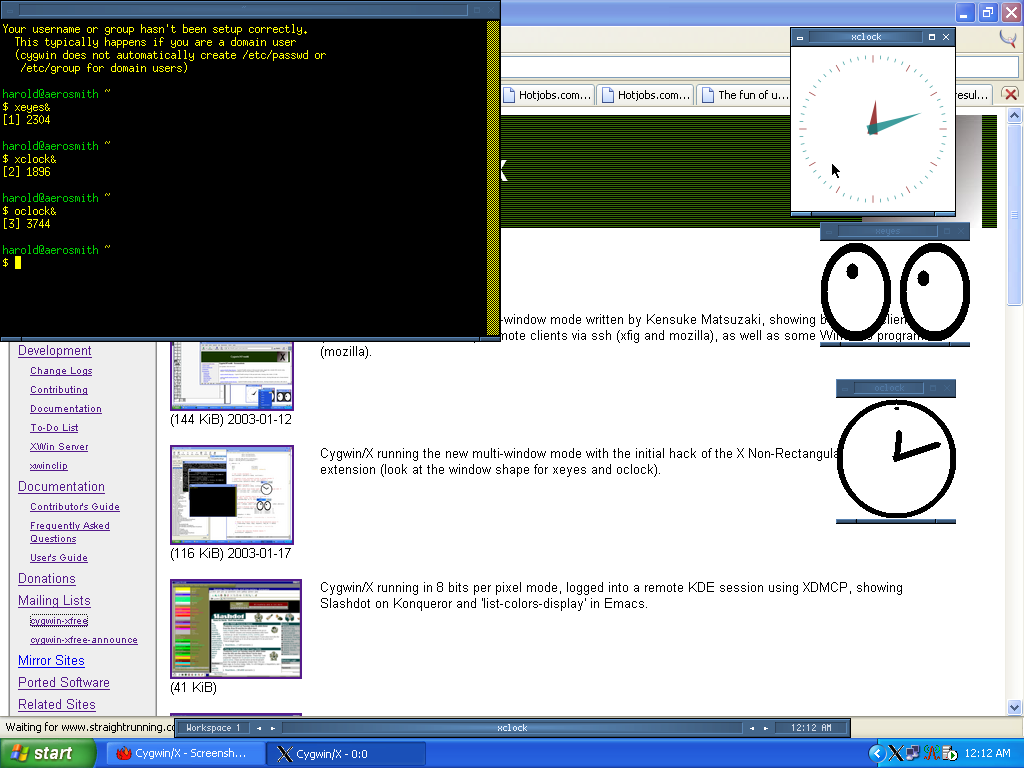 Your username or group hasn't been setup correctly.
This typically happens if you are a domain user
(cygwin does not automatically create /etc/passwd or
/etc/group for domain users)
harold@aerosmith ~
$ xeyes&
[1] 2304
harold@aerosmith ~
$ xclock&
[2] 1896
harold@aerosmith ~
$ oclock&
[3] 3744
harold@aerosmith ~
$
xclock
Hotjobs.com...
Hotjobs.com...
The fun of u...
resul...
X
xeyes
-window mode written by Kensuke Matsuzaki, showing
note clients via ssh (xfig and mozilla), as well as some
(mozilla).
oclock
Development
Change Logs
Contributing
Documentation
To-Do List
XWin Server
xwinclip
Documentation
Contributor's Guide
Frequently Asked
Questions
User's Guide
Donations
Mailing Lists
cygwin-xfree
cygwin-xfree-announce
Mirror Sites
Ported Software
Related Sites
(144 KiB) 2003-01-12
Cygwin/X running the new multi-window mode with the initial hack of the X Non-Rectangula
extension (look at the window shape for xeyes and oclock).
(116 KiB) 2003-01-17
Cygwin/X running in 8 bits per pixel mode, logged into a remote KDE session using XDMCP, showing
Slashdot on Konqueror and 'list-colors-display' in Emacs.
(41 KiB)
Waiting for www.straightrunning.co
Workspace 1
xclock
12:12 AM
start
Cygwin/X - Screensh...
Cygwin/X - 0:0
12:12 AM